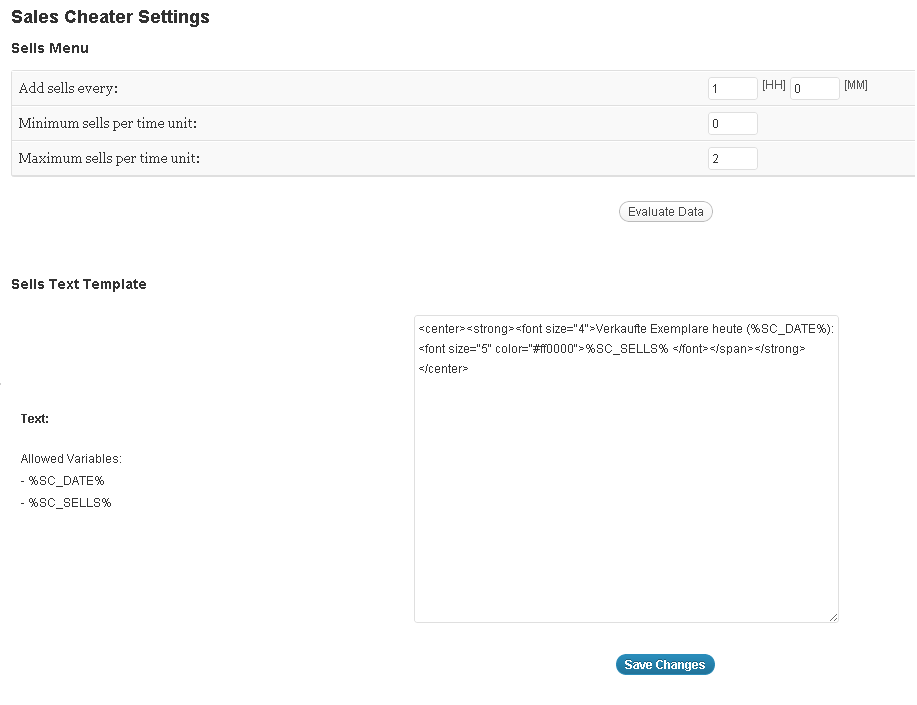 Sales Cheater Settings
Sells Menu
Add sells every: 1 [HH] 0 [MM]
Minimum sells per time unit: 0
Maximum sells per time unit: 2
Evaluate Data
Sells Text Template
<center><strong><font size="4">Verkaufte Exemplare heute (%SC_DATE%):
<font size="5" color="#ff0000">%SC_SELLS% </font></span></strong>
</center>
Text:
Allowed Variables:
- %SC_DATE%
- %SC_SELLS%
Save Changes